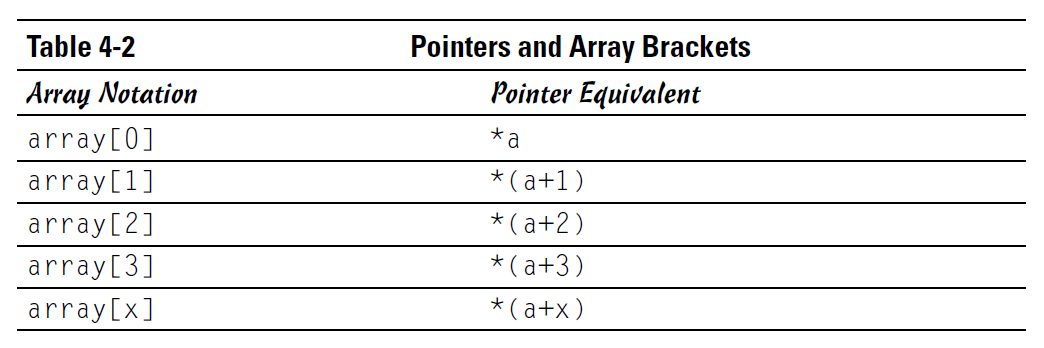 Table 4-2 Pointers and Array Brackets
Array Notation Pointer Equivalent
array[0] *a
array[1] *(a+1)
array[2] *(a+2)
array[3] *(a+3)
array[x] *(a+x)